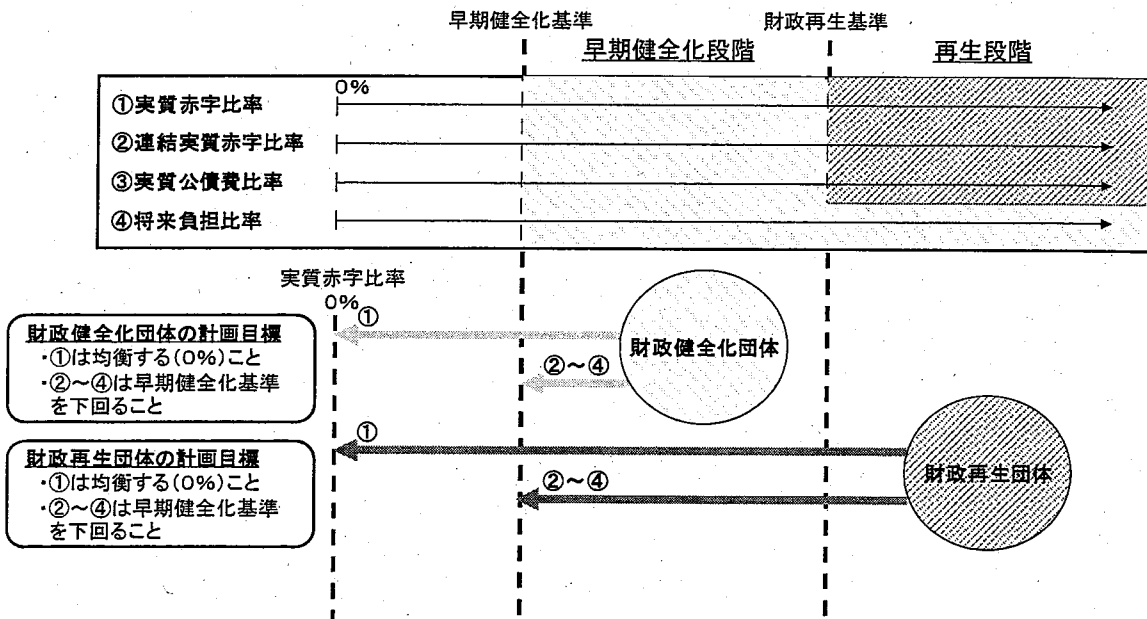 早期健全化基準
財政再生基準
早期健全化段階
再生段階
0%
①実質赤字比率
②連結実質赤字比率
③実質公債費比率
④将来負担比率
実質赤字比率
0%
財政健全化団体の計画目標
・①は均衡する(0%)こと
・②～④は早期健全化基準
を下回ること
①
②～④
財政健全化団体
財政再生団体の計画目標
・①は均衡する(0%)こと
・②～④は早期健全化基準
を下回ること
①
②～④
財政再生団体